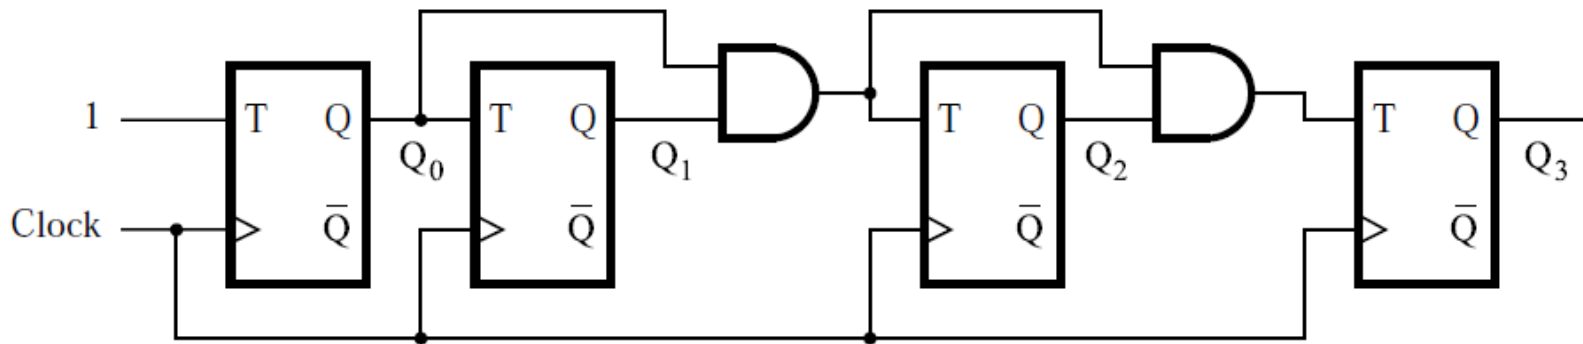 1 T Q T Q T Q T Q
Q₀ Q₁ Q₂ Q₃
Clock Q̅ Q̅ Q̅ Q̅